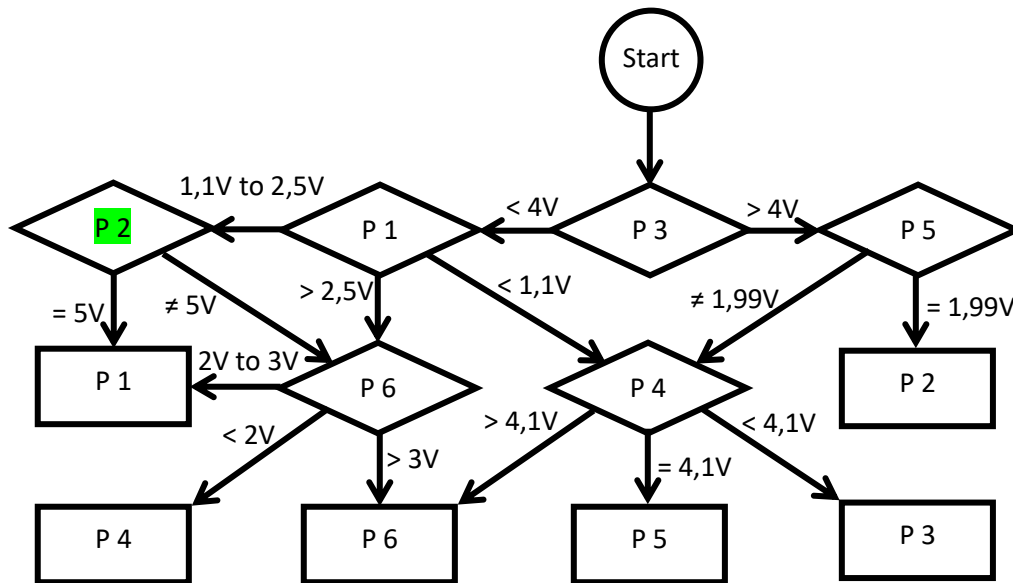 Start
1,1V to 2,5V
< 4V
> 4V
P 2
P 1
P 3
P 5
> 2,5V
< 1,1V
≠ 1,99V
= 1,99V
= 5V
≠ 5V
2V to 3V
P 1
P 6
P 4
P 2
< 2V
> 3V
> 4,1V
= 4,1V
< 4,1V
P 4
P 6
P 5
P 3